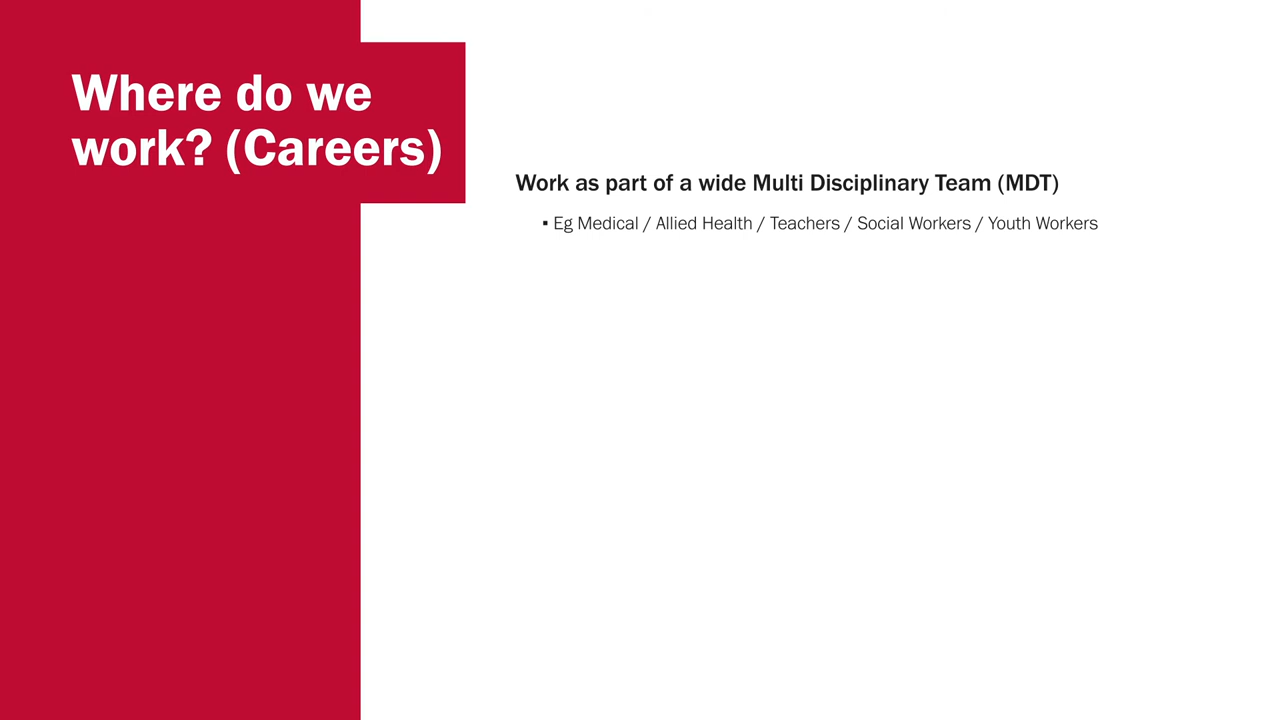 Where do we
work? (Careers)
Work as part of a wide Multi Disciplinary Team (MDT)
▪ Eg Medical / Allied Health / Teachers / Social Workers / Youth Workers